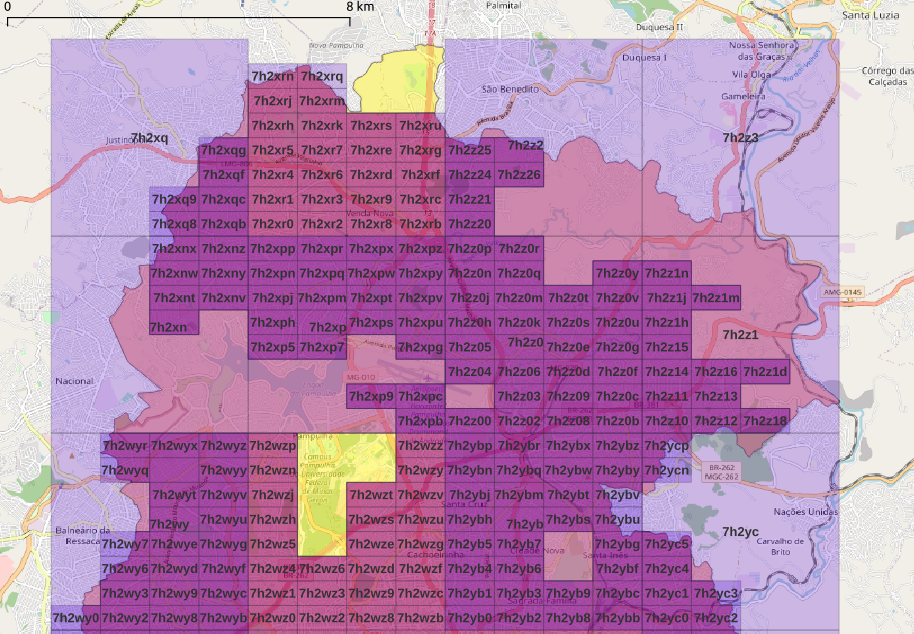 0 8 km
Palmital
Santa Luzia
Duquesa II
Novo Pampulha
Nossa Senhora
das Graças
Duquesa I
Vila Olga
Córrego das
Calçadas
7h2xrn 7h2xrq
São Benedito
Gameleira
7h2xrj 7h2xrm
7h2xrh 7h2xrk 7h2xrs 7h2xru
Justinópolis
7h2xq
7h2z3
7h2xqg 7h2xr5 7h2xr7 7h2xre 7h2xrg 7h2z25 7h2z2
7h2xqf 7h2xr4 7h2xr6 7h2xrd 7h2xrf 7h2z24 7h2z26
7h2xq9 7h2xqc 7h2xr1 7h2xr3 7h2xr9 7h2xrc 7h2z21
Venda Nova
7h2xq8 7h2xqb 7h2xr0 7h2xr2 7h2xr8 7h2xrb 7h2z20
7h2xnx 7h2xnz 7h2xpp 7h2xpr 7h2xpx 7h2xpz 7h2z0p 7h2z0r
7h2xnw 7h2xny 7h2xpn 7h2xpq 7h2xpw 7h2xpy 7h2z0n 7h2z0q 7h2z0y 7h2z1n
AMG-0145
7h2xnt 7h2xnv 7h2xpj 7h2xpm 7h2xpt 7h2xpv 7h2z0j 7h2z0m 7h2z0t 7h2z0v 7h2z1j 7h2z1m
7h2xn 7h2xph 7h2xp 7h2xps 7h2xpu 7h2z0h 7h2z0k 7h2z0s 7h2z0u 7h2z1h
7h2z1
7h2xp5 7h2xp7 7h2xpg 7h2z05 7h2z0 7h2z0e 7h2z0g 7h2z15
7h2z04 7h2z06 7h2z0d 7h2z0f 7h2z14 7h2z16 7h2z1d
Nacional
MG-010
7h2xp9 7h2xpc 7h2z03 7h2z09 7h2z0c 7h2z11 7h2z13
7h2xpb 7h2z00 7h2z02 7h2z08 7h2z0b 7h2z10 7h2z12 7h2z18
Pampulha
7h2wyr 7h2wyx 7h2wyz 7h2wzp 7h2wzz 7h2ybp 7h2ybr 7h2ybx 7h2ybz 7h2ycp
Campus
Pampulha
Universidade
Federal
de Minas
Gerais
7h2wyq 7h2wyy 7h2wzn 7h2wzy 7h2ybn 7h2ybq 7h2ybw 7h2yby 7h2ycn
BR-262;
MGC-262
7h2wyt 7h2wyv 7h2wzj 7h2wzt 7h2wzv 7h2ybj 7h2ybm 7h2ybt 7h2ybv
Santa Cruz
Nações Unidas
7h2wy 7h2wyu 7h2wzh 7h2wzs 7h2wzu 7h2ybh 7h2yb 7h2ybs 7h2ybu
Balneário da
Ressaca
7h2yc
7h2wy7 7h2wye 7h2wyg 7h2wz5 7h2wze 7h2wzg 7h2yb5 7h2yb7 7h2ybg 7h2yc5
Carvalho de
Brito
Cachoeirinha
Cidade Nova
Santa Inês
7h2wy6 7h2wyd 7h2wyf 7h2wz4 7h2wz6 7h2wzd 7h2wzf 7h2yb4 7h2yb6 7h2ybf 7h2yc4
BR-262
7h2wy3 7h2wy9 7h2wyc 7h2wz1 7h2wz3 7h2wz9 7h2wzc 7h2yb1 7h2yb3 7h2yb9 7h2ybc 7h2yc1 7h2yc3
Sagrada Família
7h2wy0 7h2wy2 7h2wy8 7h2wyb 7h2wz0 7h2wz2 7h2wz8 7h2wzb 7h2yb0 7h2yb2 7h2yb8 7h2ybb 7h2yc0 7h2yc2